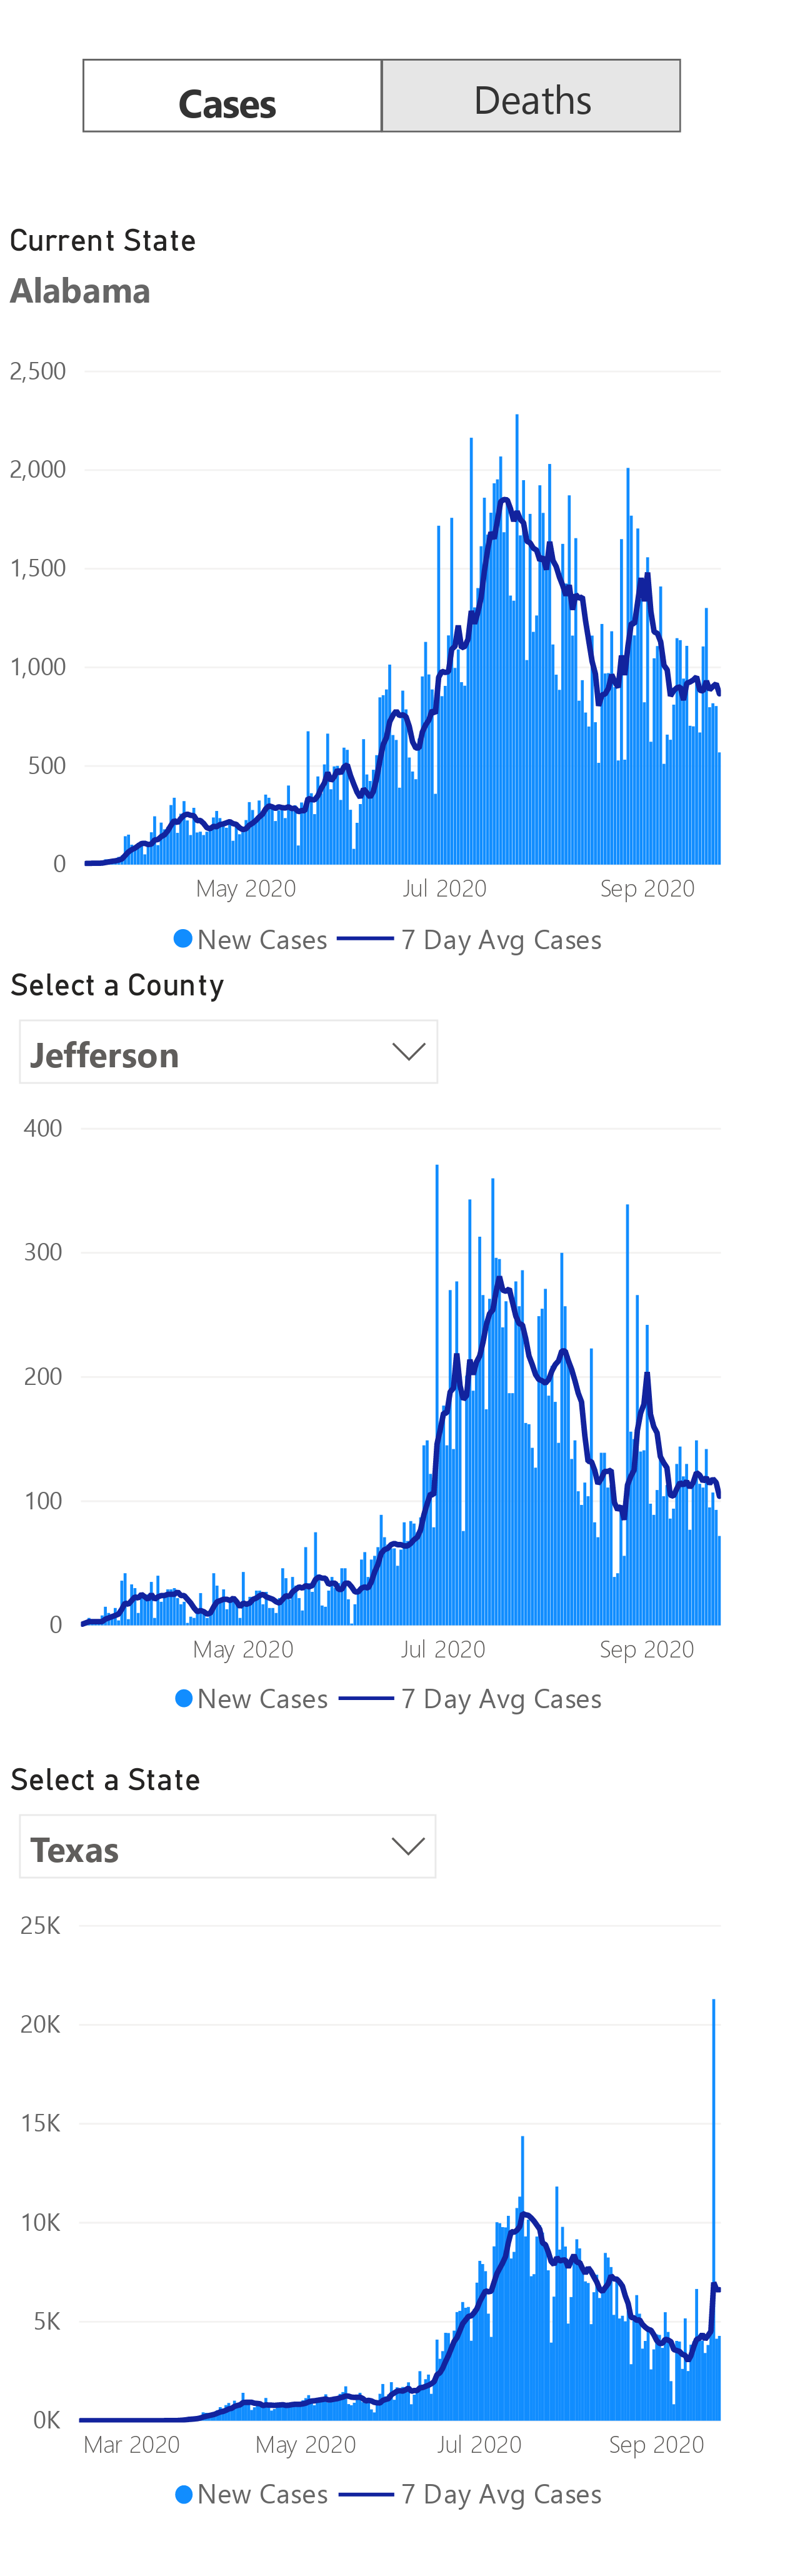 Cases Deaths
Current State
Alabama
2,500
2,000
1,500
1,000
500
0
May 2020 Jul 2020 Sep 2020
New Cases 7 Day Avg Cases
Select a County
Jefferson
400
300
200
100
0
May 2020 Jul 2020 Sep 2020
New Cases 7 Day Avg Cases
Select a State
Texas
25K
20K
15K
10K
5K
0K
Mar 2020 May 2020 Jul 2020 Sep 2020
New Cases 7 Day Avg Cases